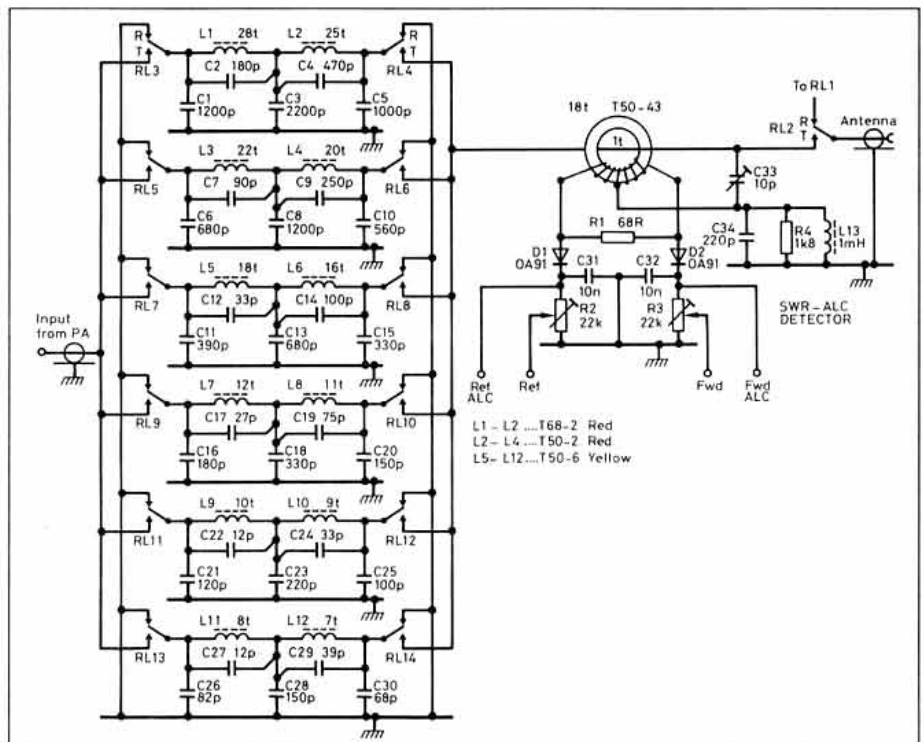 R
T
RL3
L1 28t
L2 25t
C2 180p
C4 470p
C1
1200p
C3
2200p
C5
1000p
R
T
RL4
RL5
L3 22t
L4 20t
C7 90p
C9 250p
C6
680p
C8
1200p
C10
560p
RL6
RL7
L5 18t
L6 16t
C12 33p
C14 100p
C11
390p
C13
680p
C15
330p
RL8
Input
from PA
RL9
L7 12t
L8 11t
C17 27p
C19 75p
C16
180p
C18
330p
C20
150p
RL10
RL11
L9 10t
L10 9t
C22 12p
C24 33p
C21
120p
C23
220p
C25
100p
RL12
RL13
L11 8t
L12 7t
C27 12p
C29 39p
C26
82p
C28
150p
C30
68p
RL14
18t T50-43
1t
To RL1
R
T
RL2
Antenna
C33
10p
R1 68R
D1
OA91
D2
OA91
C31
10n
C32
10n
R2
22k
R3
22k
C34
220p
R4
1k8
L13
1mH
SWR-ALC
DETECTOR
Ref
ALC
Ref
Fwd
Fwd
ALC
L1-L2....T68-2 Red
L2-L4....T50-2 Red
L5-L12....T50-6 Yellow